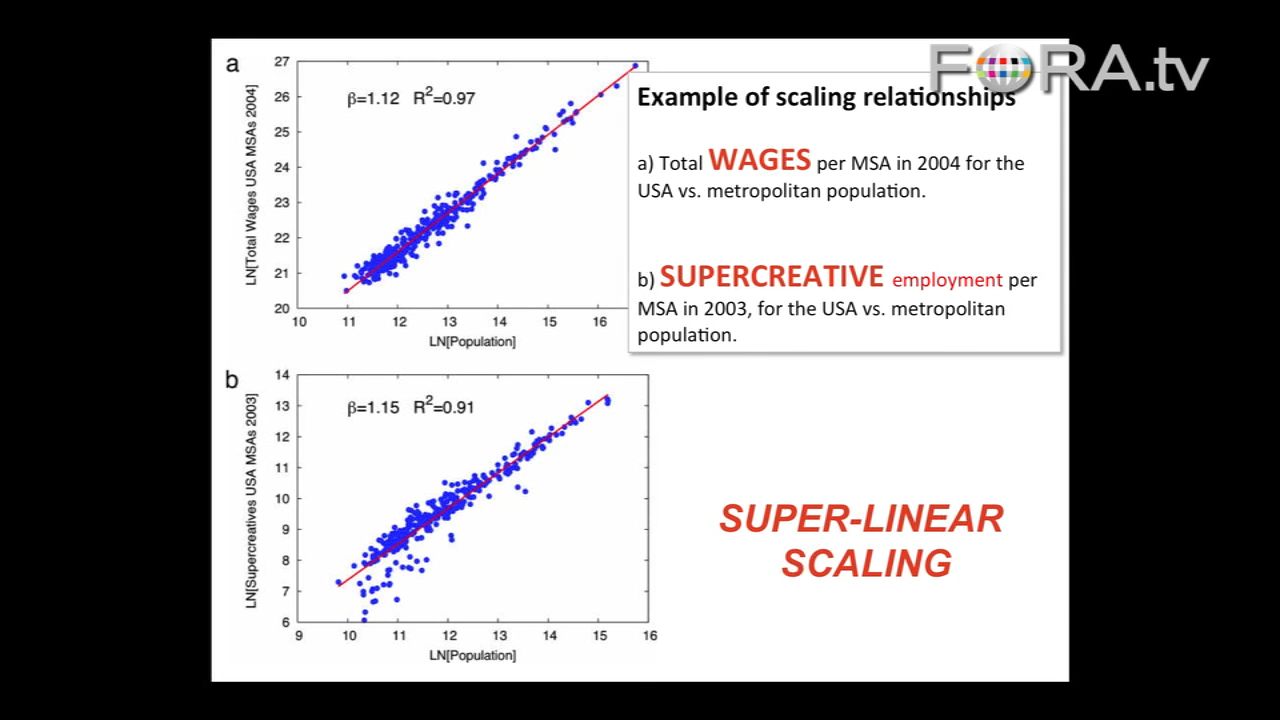 FORA.tv
a
27
26
25
24
23
22
21
20
LN[Total Wages USA MSAs 2004]
β=1.12 R²=0.97
10 11 12 13 14 15 16
LN[Population]
Example of scaling relationships
a) Total WAGES per MSA in 2004 for the
USA vs. metropolitan population.
b) SUPERCREATIVE employment per
MSA in 2003, for the USA vs. metropolitan
population.
b
14
13
12
11
10
9
8
7
6
LN[Supercreatives USA MSAs 2003]
β=1.15 R²=0.91
9 10 11 12 13 14 15 16
LN[Population]
SUPER-LINEAR
SCALING